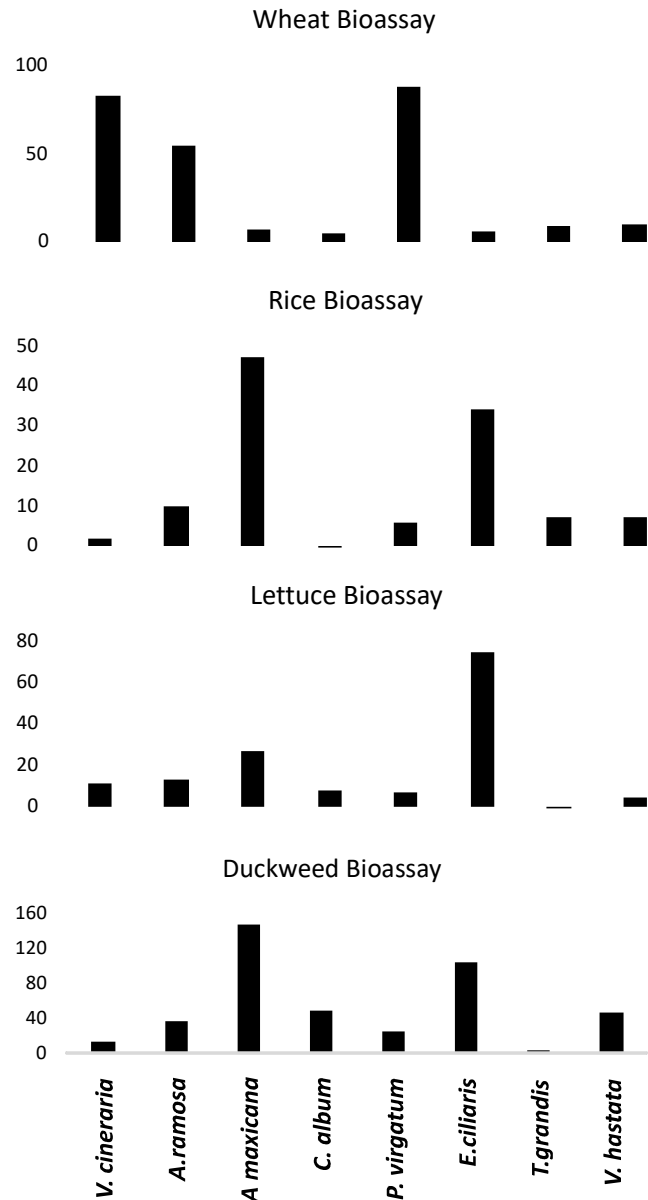 Wheat Bioassay
100
50
0
Rice Bioassay
50
40
30
20
10
0
Lettuce Bioassay
80
60
40
20
0
Duckweed Bioassay
160
120
80
40
0
V. cineraria
A.ramosa
A maxicana
C. album
P. virgatum
E.ciliaris
T.grandis
V. hastata